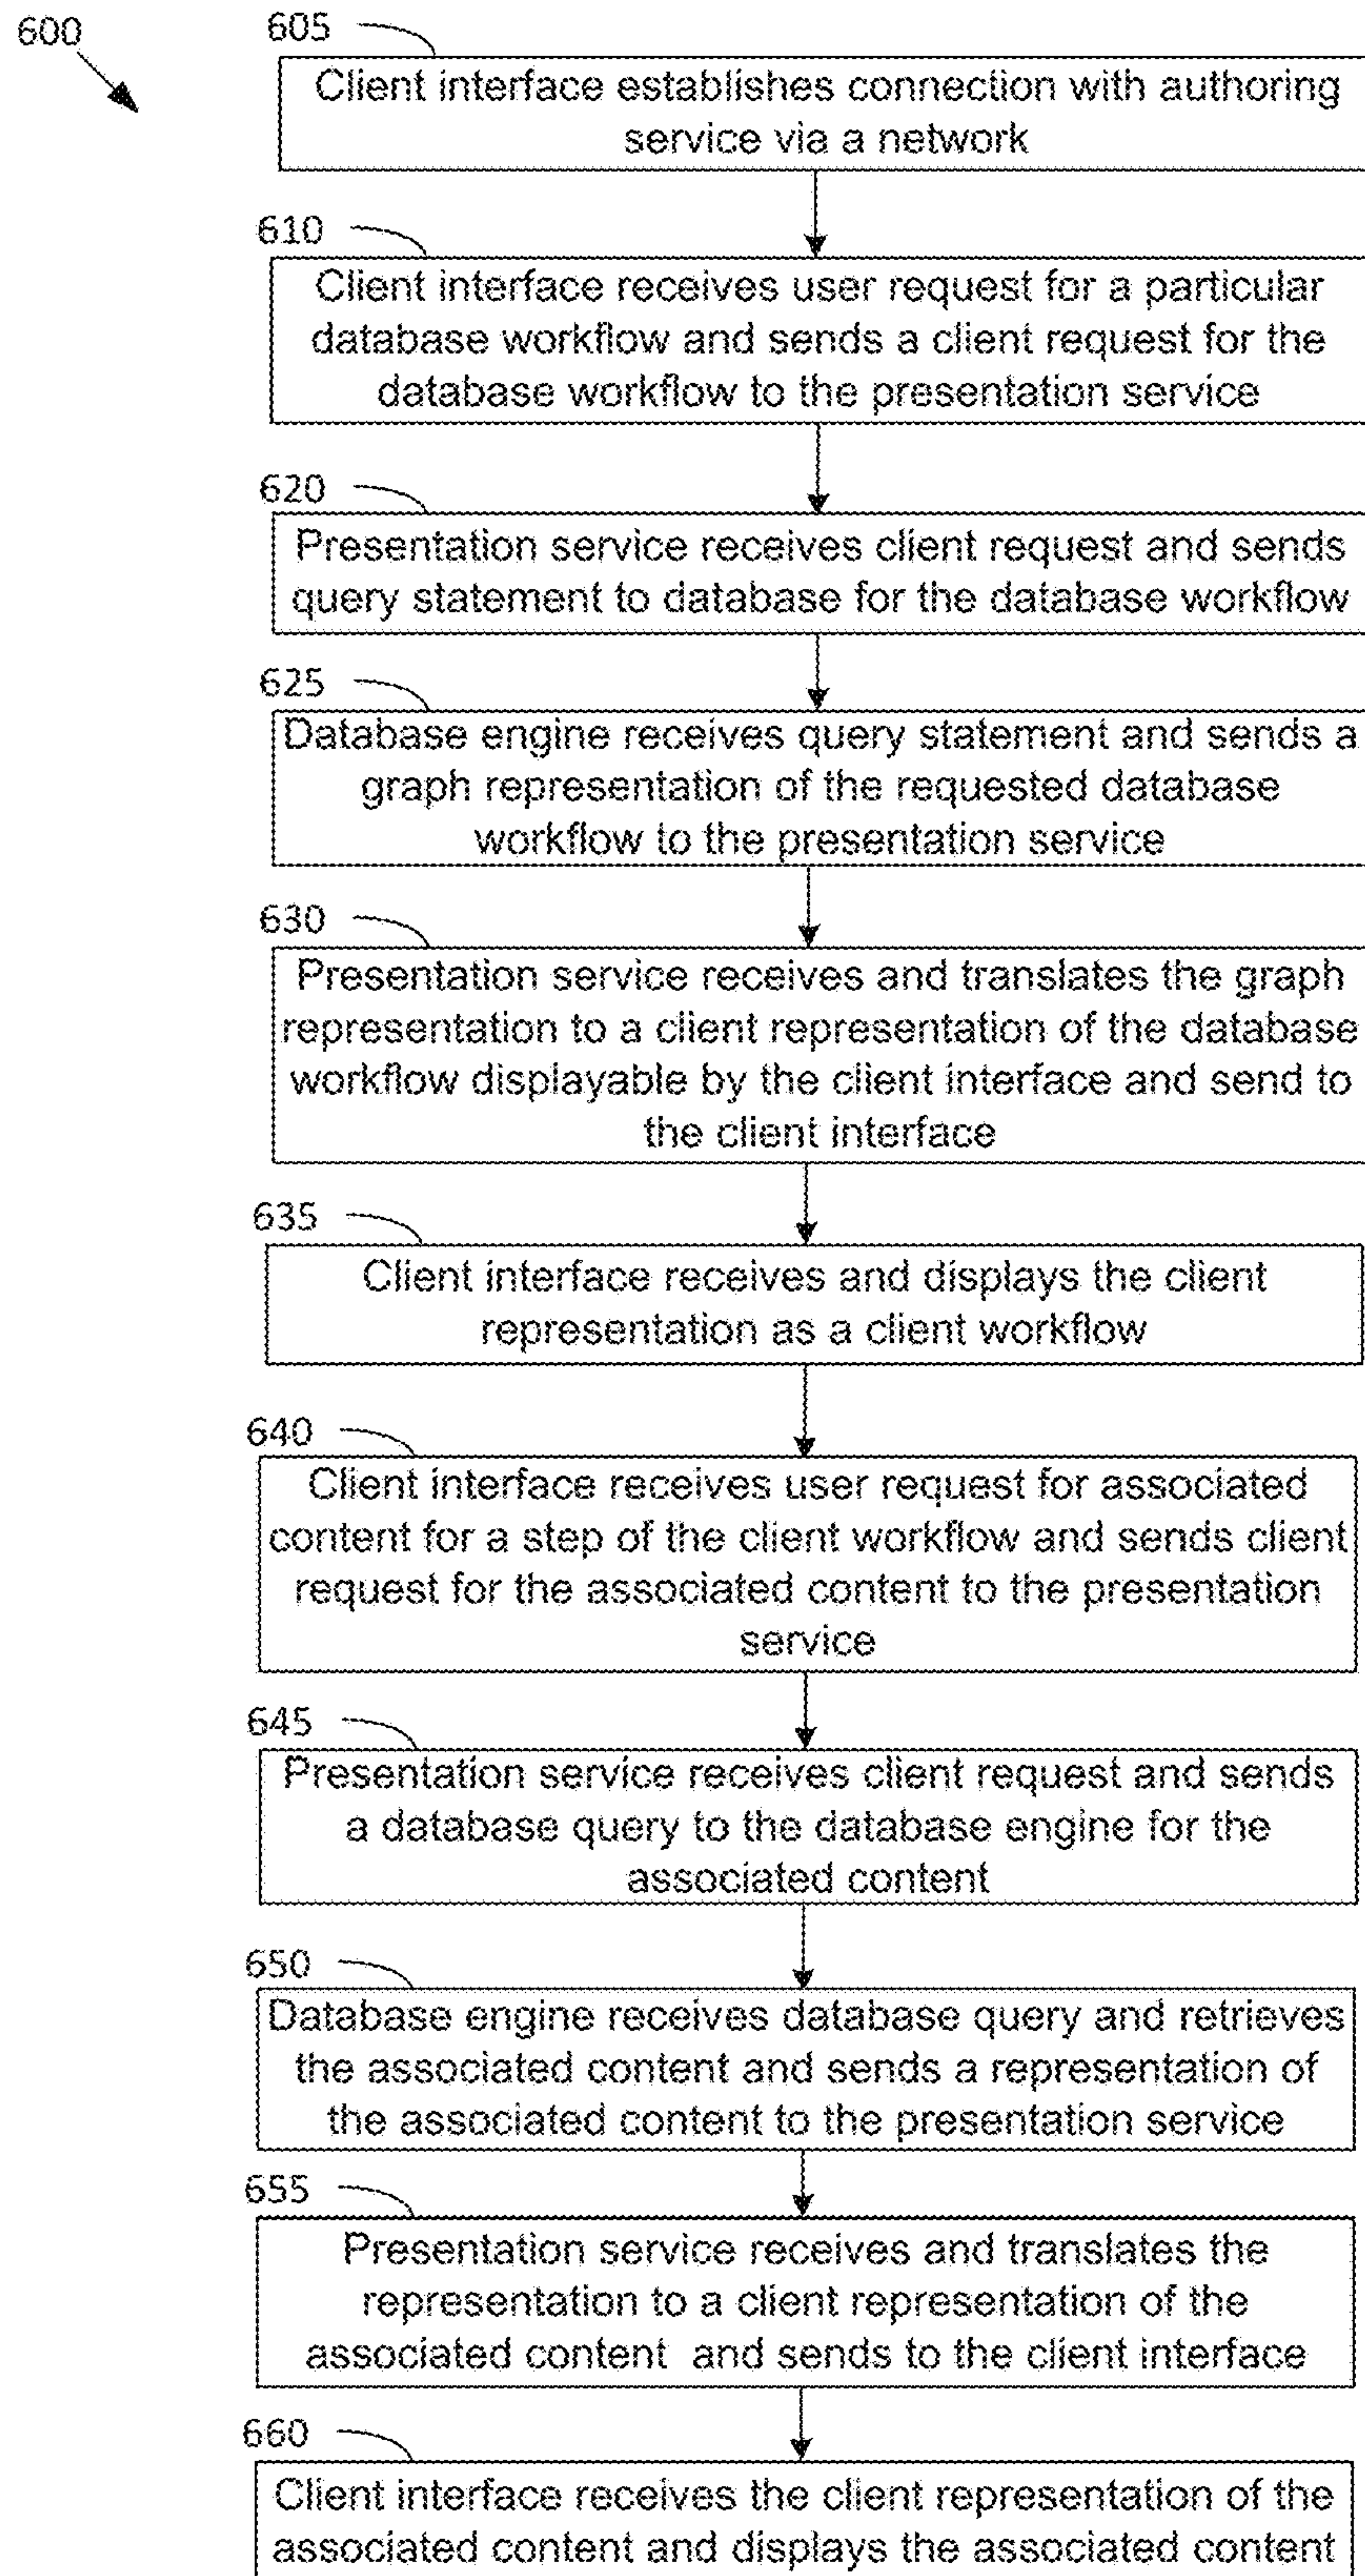 600
605
Client interface establishes connection with authoring
service via a network
610
Client interface receives user request for a particular
database workflow and sends a client request for the
database workflow to the presentation service
620
Presentation service receives client request and sends
query statement to database for the database workflow
625
Database engine receives query statement and sends a
graph representation of the requested database
workflow to the presentation service
630
Presentation service receives and translates the graph
representation to a client representation of the database
workflow displayable by the client interface and send to
the client interface
635
Client interface receives and displays the client
representation as a client workflow
640
Client interface receives user request for associated
content for a step of the client workflow and sends client
request for the associated content to the presentation
service
645
Presentation service receives client request and sends
a database query to the database engine for the
associated content
650
Database engine receives database query and retrieves
the associated content and sends a representation of
the associated content to the presentation service
655
Presentation service receives and translates the
representation to a client representation of the
associated content and sends to the client interface
660
Client interface receives the client representation of the
associated content and displays the associated content